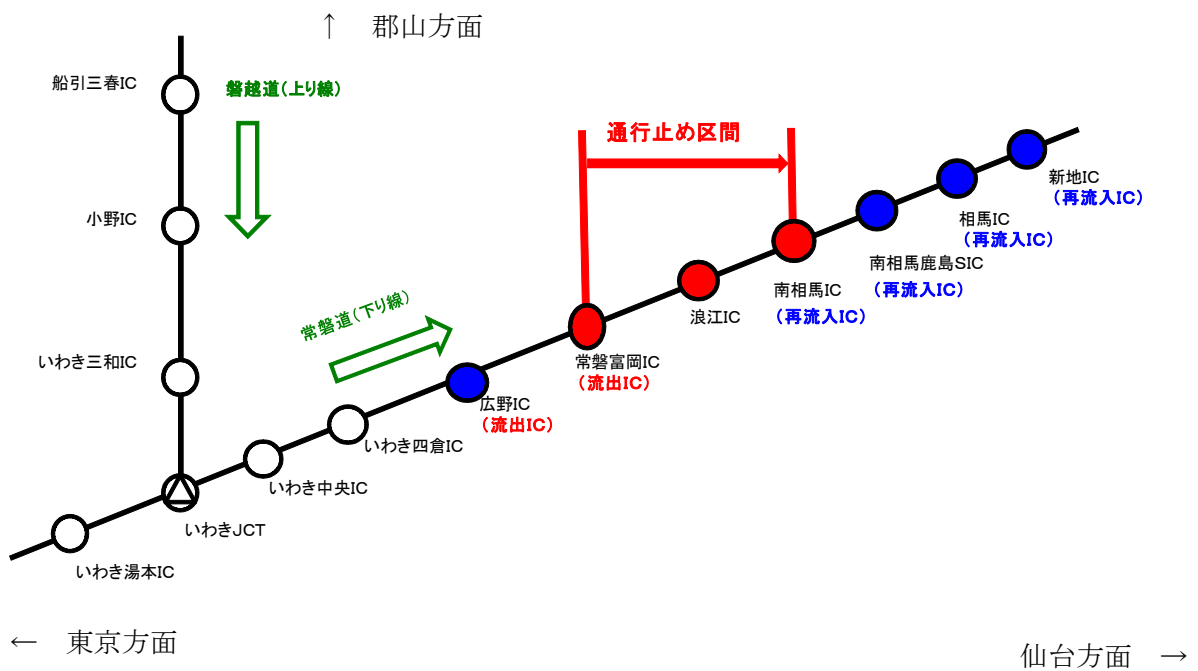 ↑ 郡山方面
船引三春IC
磐越道(上り線)
通行止め区間
新地IC
(再流入IC)
小野IC
相馬IC
(再流入IC)
南相馬鹿島SIC
(再流入IC)
南相馬IC
(再流入IC)
浪江IC
常磐道(下り線)
いわき三和IC
常磐富岡IC
(流出IC)
広野IC
(流出IC)
いわき四倉IC
いわき中央IC
いわきJCT
いわき湯本IC
← 東京方面
仙台方面 →